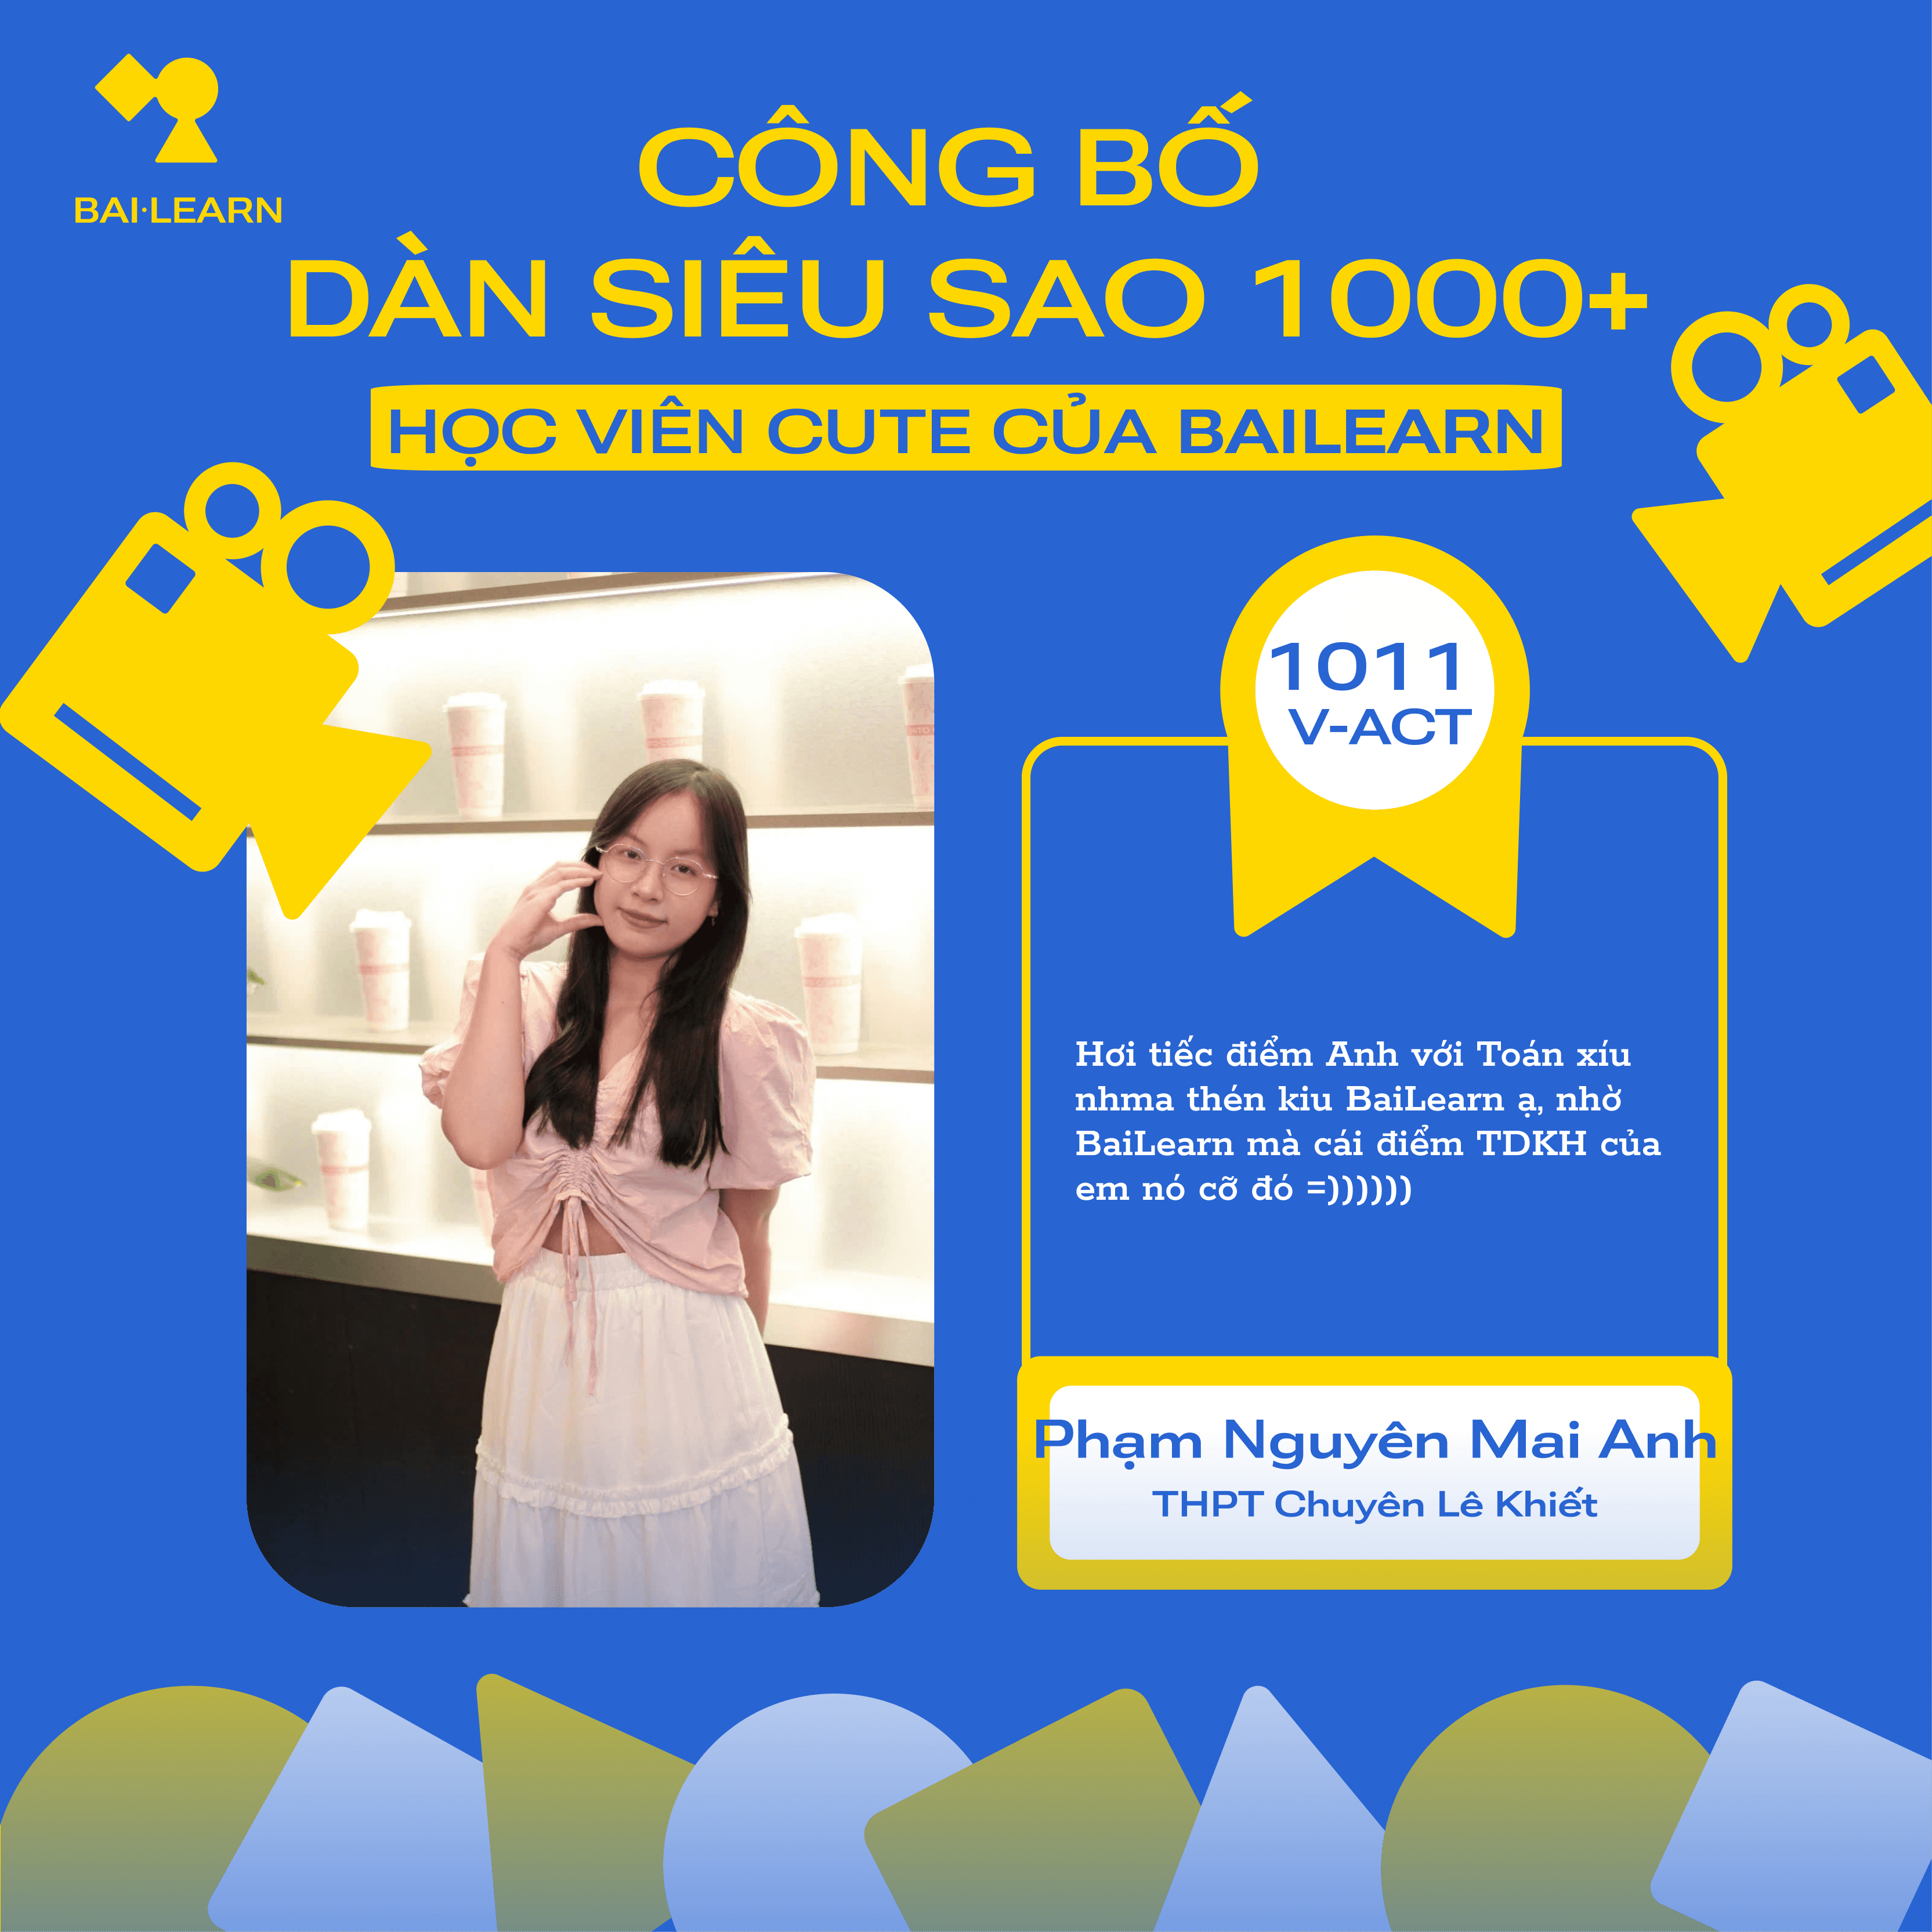 BAI·LEARN
CÔNG BỐ
DÀN SIÊU SAO 1000+
HỌC VIÊN CUTE CỦA BAILEARN
1011
V-ACT
Hơi tiếc điểm Anh với Toán xíu
nhma thén kiu BaiLearn ạ, nhờ
BaiLearn mà cái điểm TDKH của
em nó cỡ đó =))))))
Phạm Nguyên Mai Anh
THPT Chuyên Lê Khiết